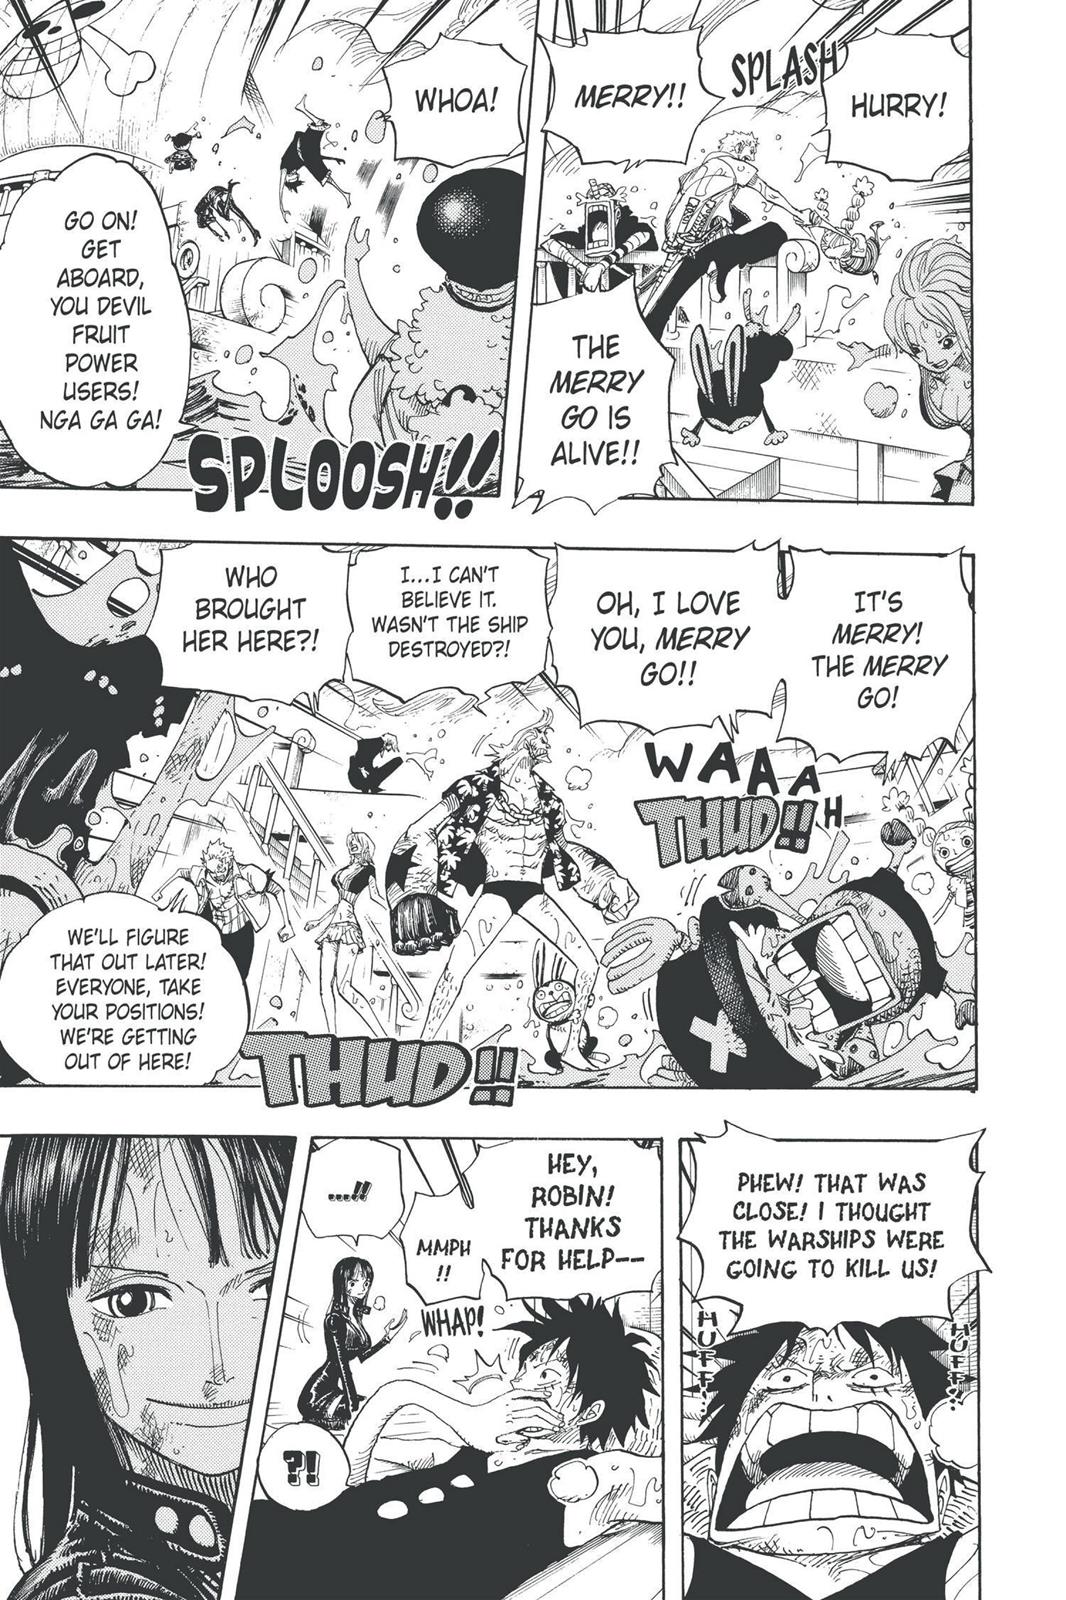 MERRY!!
SPLASH
HURRY!
THE
MERRY
GO IS
ALIVE!!
WHOA!
GO ON!
GET
ABOARD,
YOU DEVIL
FRUIT
POWER
USERS!
NGA GA GA!
SPLOOSH!!
IT'S
MERRY!
THE MERRY
GO!
OH, I LOVE
YOU, MERRY
GO!!
I...I CAN'T
BELIEVE IT.
WASN'T THE SHIP
DESTROYED?!
WHO
BROUGHT
HER HERE?!
WAAAH
THUD!!
WE'LL FIGURE
THAT OUT LATER!
EVERYONE, TAKE
YOUR POSITIONS!
WE'RE GETTING
OUT OF HERE!
THUD!!
PHEW! THAT WAS
CLOSE! I THOUGHT
THE WARSHIPS WERE
GOING TO KILL US!
HUFF...
HUFF...
HEY,
ROBIN!
THANKS
FOR HELP--
MMPH
!!
WHAP!
...!!
?!